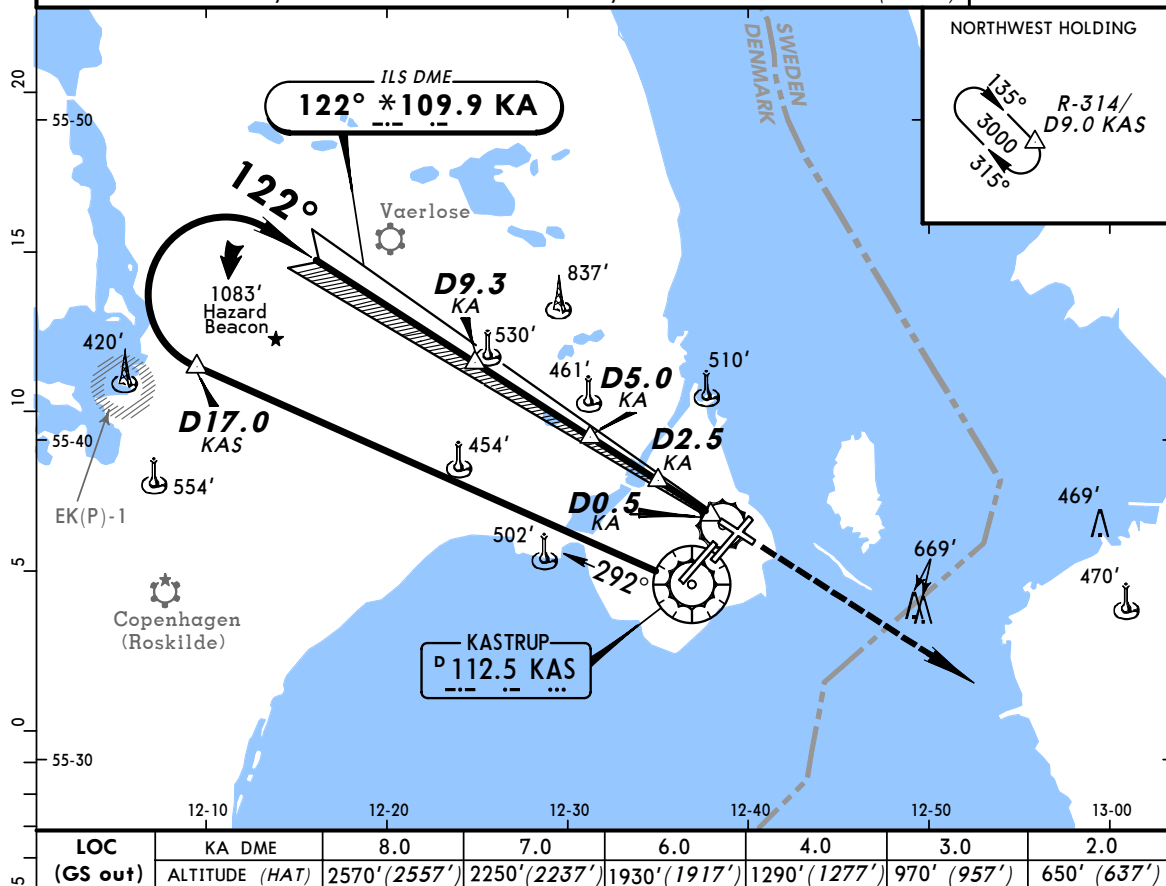 NORTHWEST HOLDING
135°
3000
315°
R-314/
D9.0 KAS
SWEDEN
DENMARK
20
55-50
ILS DME
122° *109.9 KA
122°
Vaerlose
15
1083'
Hazard
Beacon
D9.3
KA
837'
530'
420'
461'
D5.0
KA
510'
D17.0
KAS
10
55-40
454'
D2.5
KA
554'
EK(P)-1
D0.5
KA
469'
502'
292°
669'
5
470'
Copenhagen
(Roskilde)
KASTRUP
D 112.5 KAS
0
55-30
12-10 12-20 12-30 12-40 12-50 13-00
5
LOC
(GS out)
KA DME 8.0 7.0 6.0 4.0 3.0 2.0
ALTITUDE (HAT) 2570' (2557') 2250' (2237') 1930' (1917') 1290' (1277') 970' (957') 650' (637')